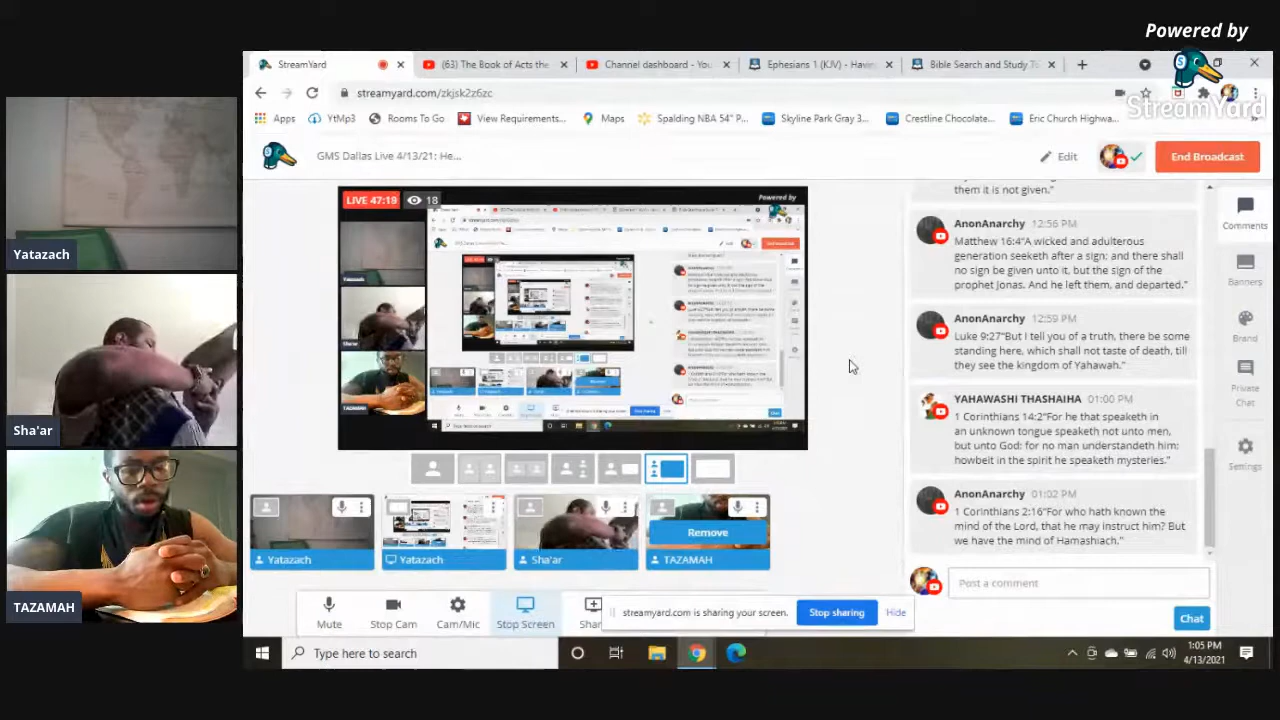 Powered by
StreamYard
StreamYard
(63) The Book of Acts the
Channel dashboard - You
Ephesians 1 (KJV) - Havin
Bible Search and Study T
streamyard.com/zkjsk2z6zc
Apps
YtMp3
Rooms To Go
View Requirements...
Maps
Spalding NBA 54" P...
Skyline Park Gray 3...
Crestline Chocolate...
Eric Church Highwa...
GMS Dallas Live 4/13/21: He...
Edit
End Broadcast
Yatazach
Sha'ar
TAZAMAH
LIVE 47:19
18
Powered by
them it is not given."
AnonAnarchy 12:56 PM
Matthew 16:4"A wicked and adulterous
generation seeketh after a sign; and there shall
no sign be given unto it, but the sign of the
prophet Jonas. And he left them, and departed."
AnonAnarchy 12:59 PM
Luke 9:27"But I tell you of a truth, there be some
standing here, which shall not taste of death, till
they see the kingdom of Yahawah."
YAHAWASHI THASHAIHA 01:00 PM
1 Corinthians 14:2"For he that speaketh in
an unknown tongue speaketh not unto men,
but unto God: for no man understandeth him;
howbeit in the spirit he speaketh mysteries."
AnonAnarchy 01:02 PM
1 Corinthians 2:16"For who hath known the
mind of the Lord, that he may instruct him? But
we have the mind of Hamashiach."
Comments
Banners
Brand
Private
Chat
Settings
Yatazach
Yatazach
Sha'ar
Remove
TAZAMAH
Post a comment
Chat
Mute
Stop Cam
Cam/Mic
Stop Screen
Shar
streamyard.com is sharing your screen.
Stop sharing
Hide
Type here to search
1:05 PM
4/13/2021